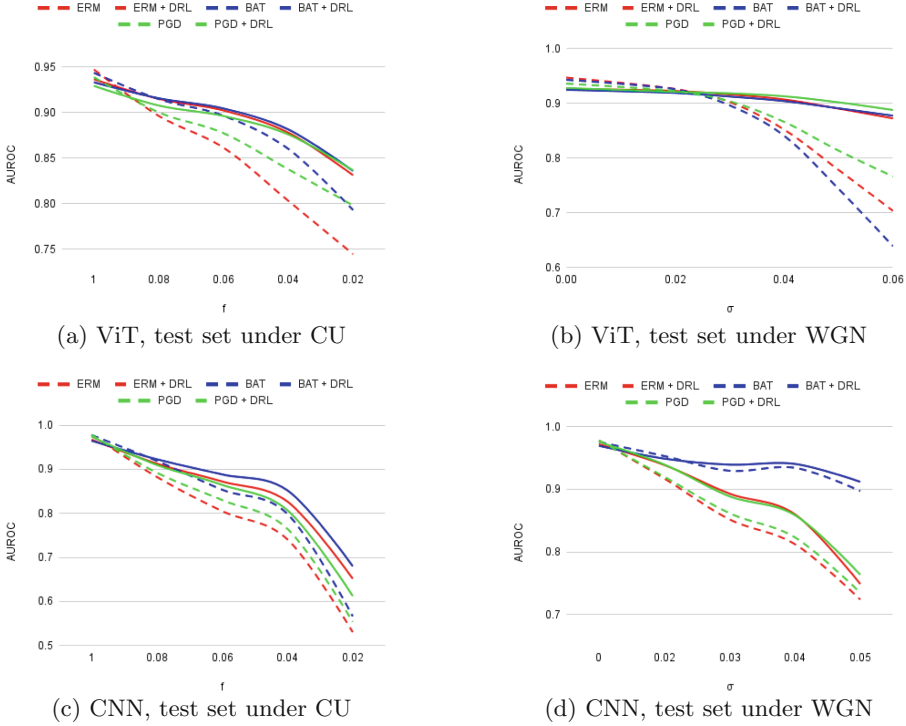 ERM ERM + DRL BAT BAT + DRL
PGD PGD + DRL
AUROC
0.95
0.90
0.85
0.80
0.75
1 0.08 0.06 0.04 0.02
f
(a) ViT, test set under CU
ERM ERM + DRL BAT BAT + DRL
PGD PGD + DRL
AUROC
1.0
0.9
0.8
0.7
0.6
0.00 0.02 0.04 0.06
σ
(b) ViT, test set under WGN
ERM ERM + DRL BAT BAT + DRL
PGD PGD + DRL
AUROC
1.0
0.9
0.8
0.7
0.6
0.5
1 0.08 0.06 0.04 0.02
f
(c) CNN, test set under CU
ERM ERM + DRL BAT BAT + DRL
PGD PGD + DRL
AUROC
1.0
0.9
0.8
0.7
0 0.02 0.03 0.04 0.05
σ
(d) CNN, test set under WGN